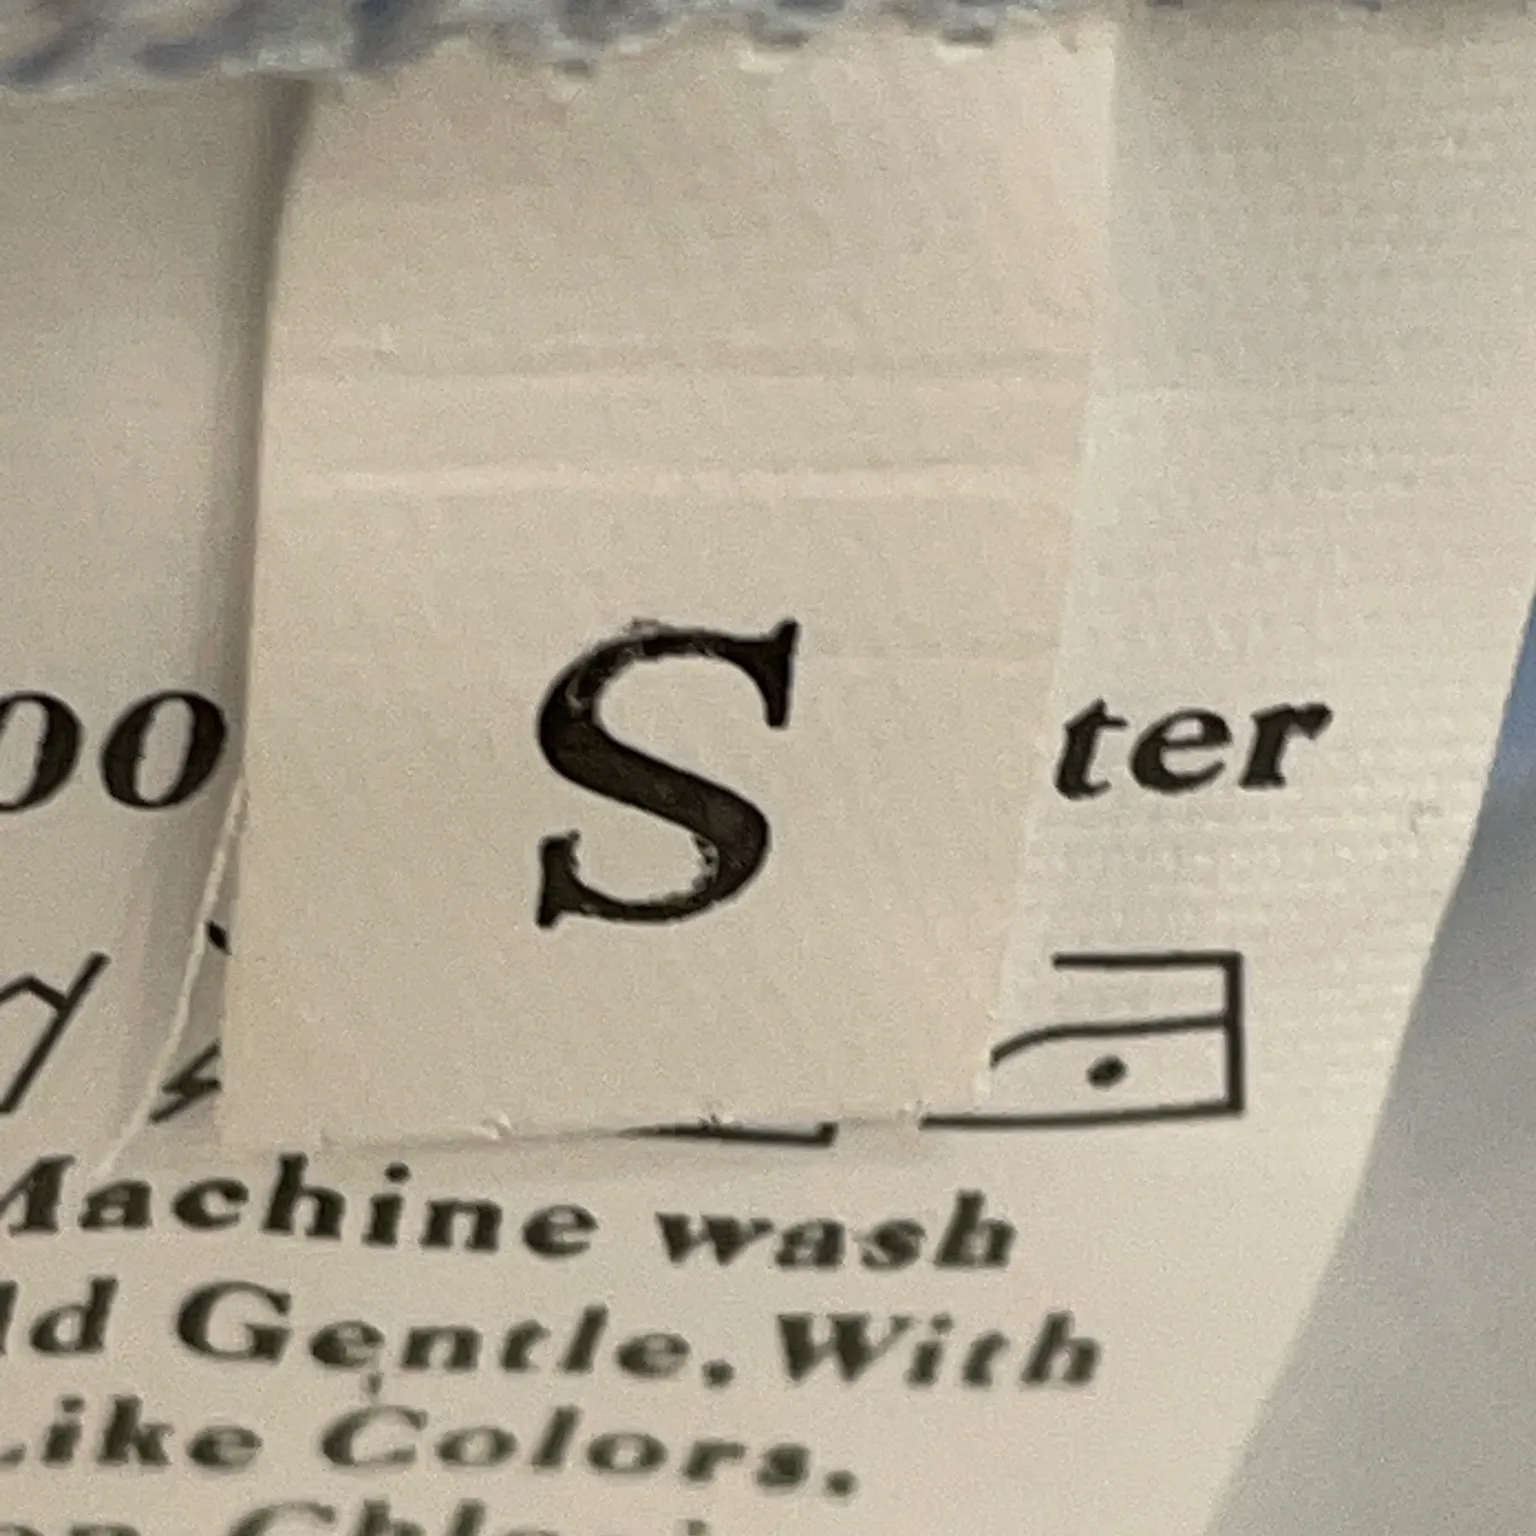 S
00 ter
Machine wash
ld Gentle. With
Like Colors.